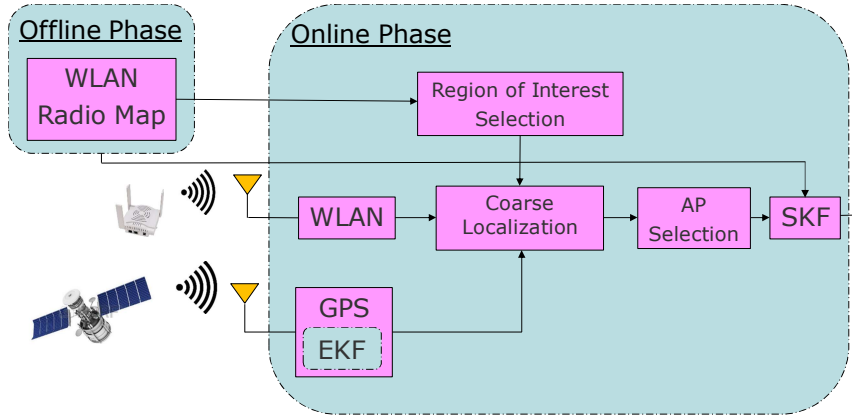 Offline Phase
WLAN
Radio Map
Online Phase
Region of Interest
Selection
WLAN
Coarse
Localization
AP
Selection
SKF
GPS
EKF